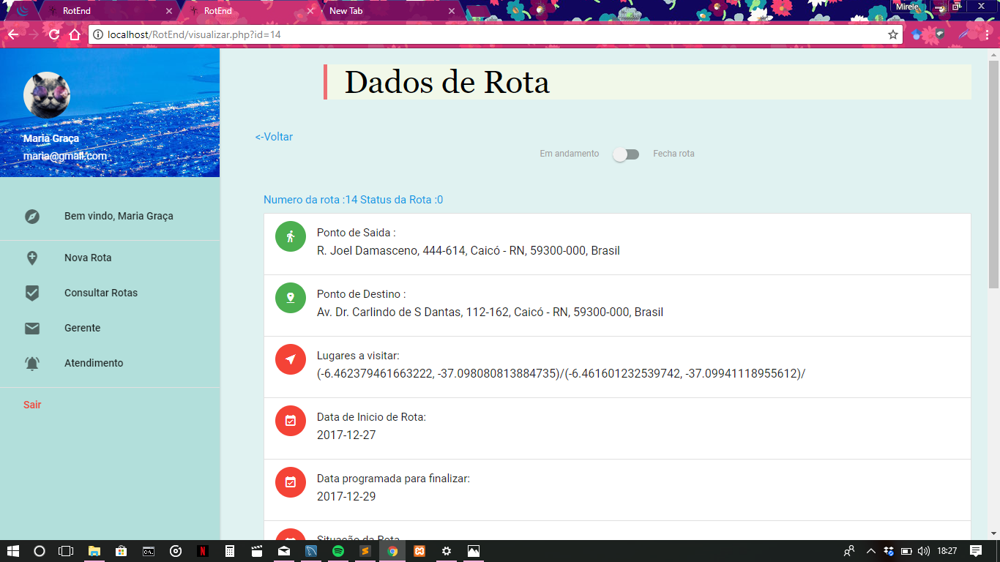 RotEnd
RotEnd
New Tab
Mirele
localhost/RotEnd/visualizar.php?id=14
Maria Graça
maria@gmail.com
Bem vindo, Maria Graça
Nova Rota
Consultar Rotas
Gerente
Atendimento
Sair
Dados de Rota
<-Voltar
Em andamento Fecha rota
Numero da rota :14 Status da Rota :0
Ponto de Saida :
R. Joel Damasceno, 444-614, Caicó - RN, 59300-000, Brasil
Ponto de Destino :
Av. Dr. Carlindo de S Dantas, 112-162, Caicó - RN, 59300-000, Brasil
Lugares a visitar:
(-6.462379461663222, -37.098080813884735)/(-6.461601232539742, -37.09941118955612)/
Data de Inicio de Rota:
2017-12-27
Data programada para finalizar:
2017-12-29
Situação da Rota
18:27